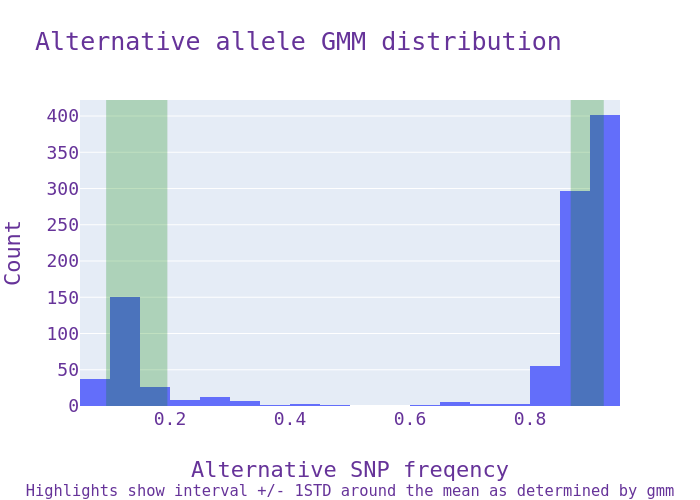 Alternative allele GMM distribution
400
350
300
250
200
150
100
50
0
Count
0.2 0.4 0.6 0.8
Alternative SNP freqency
Highlights show interval +/- 1STD around the mean as determined by gmm